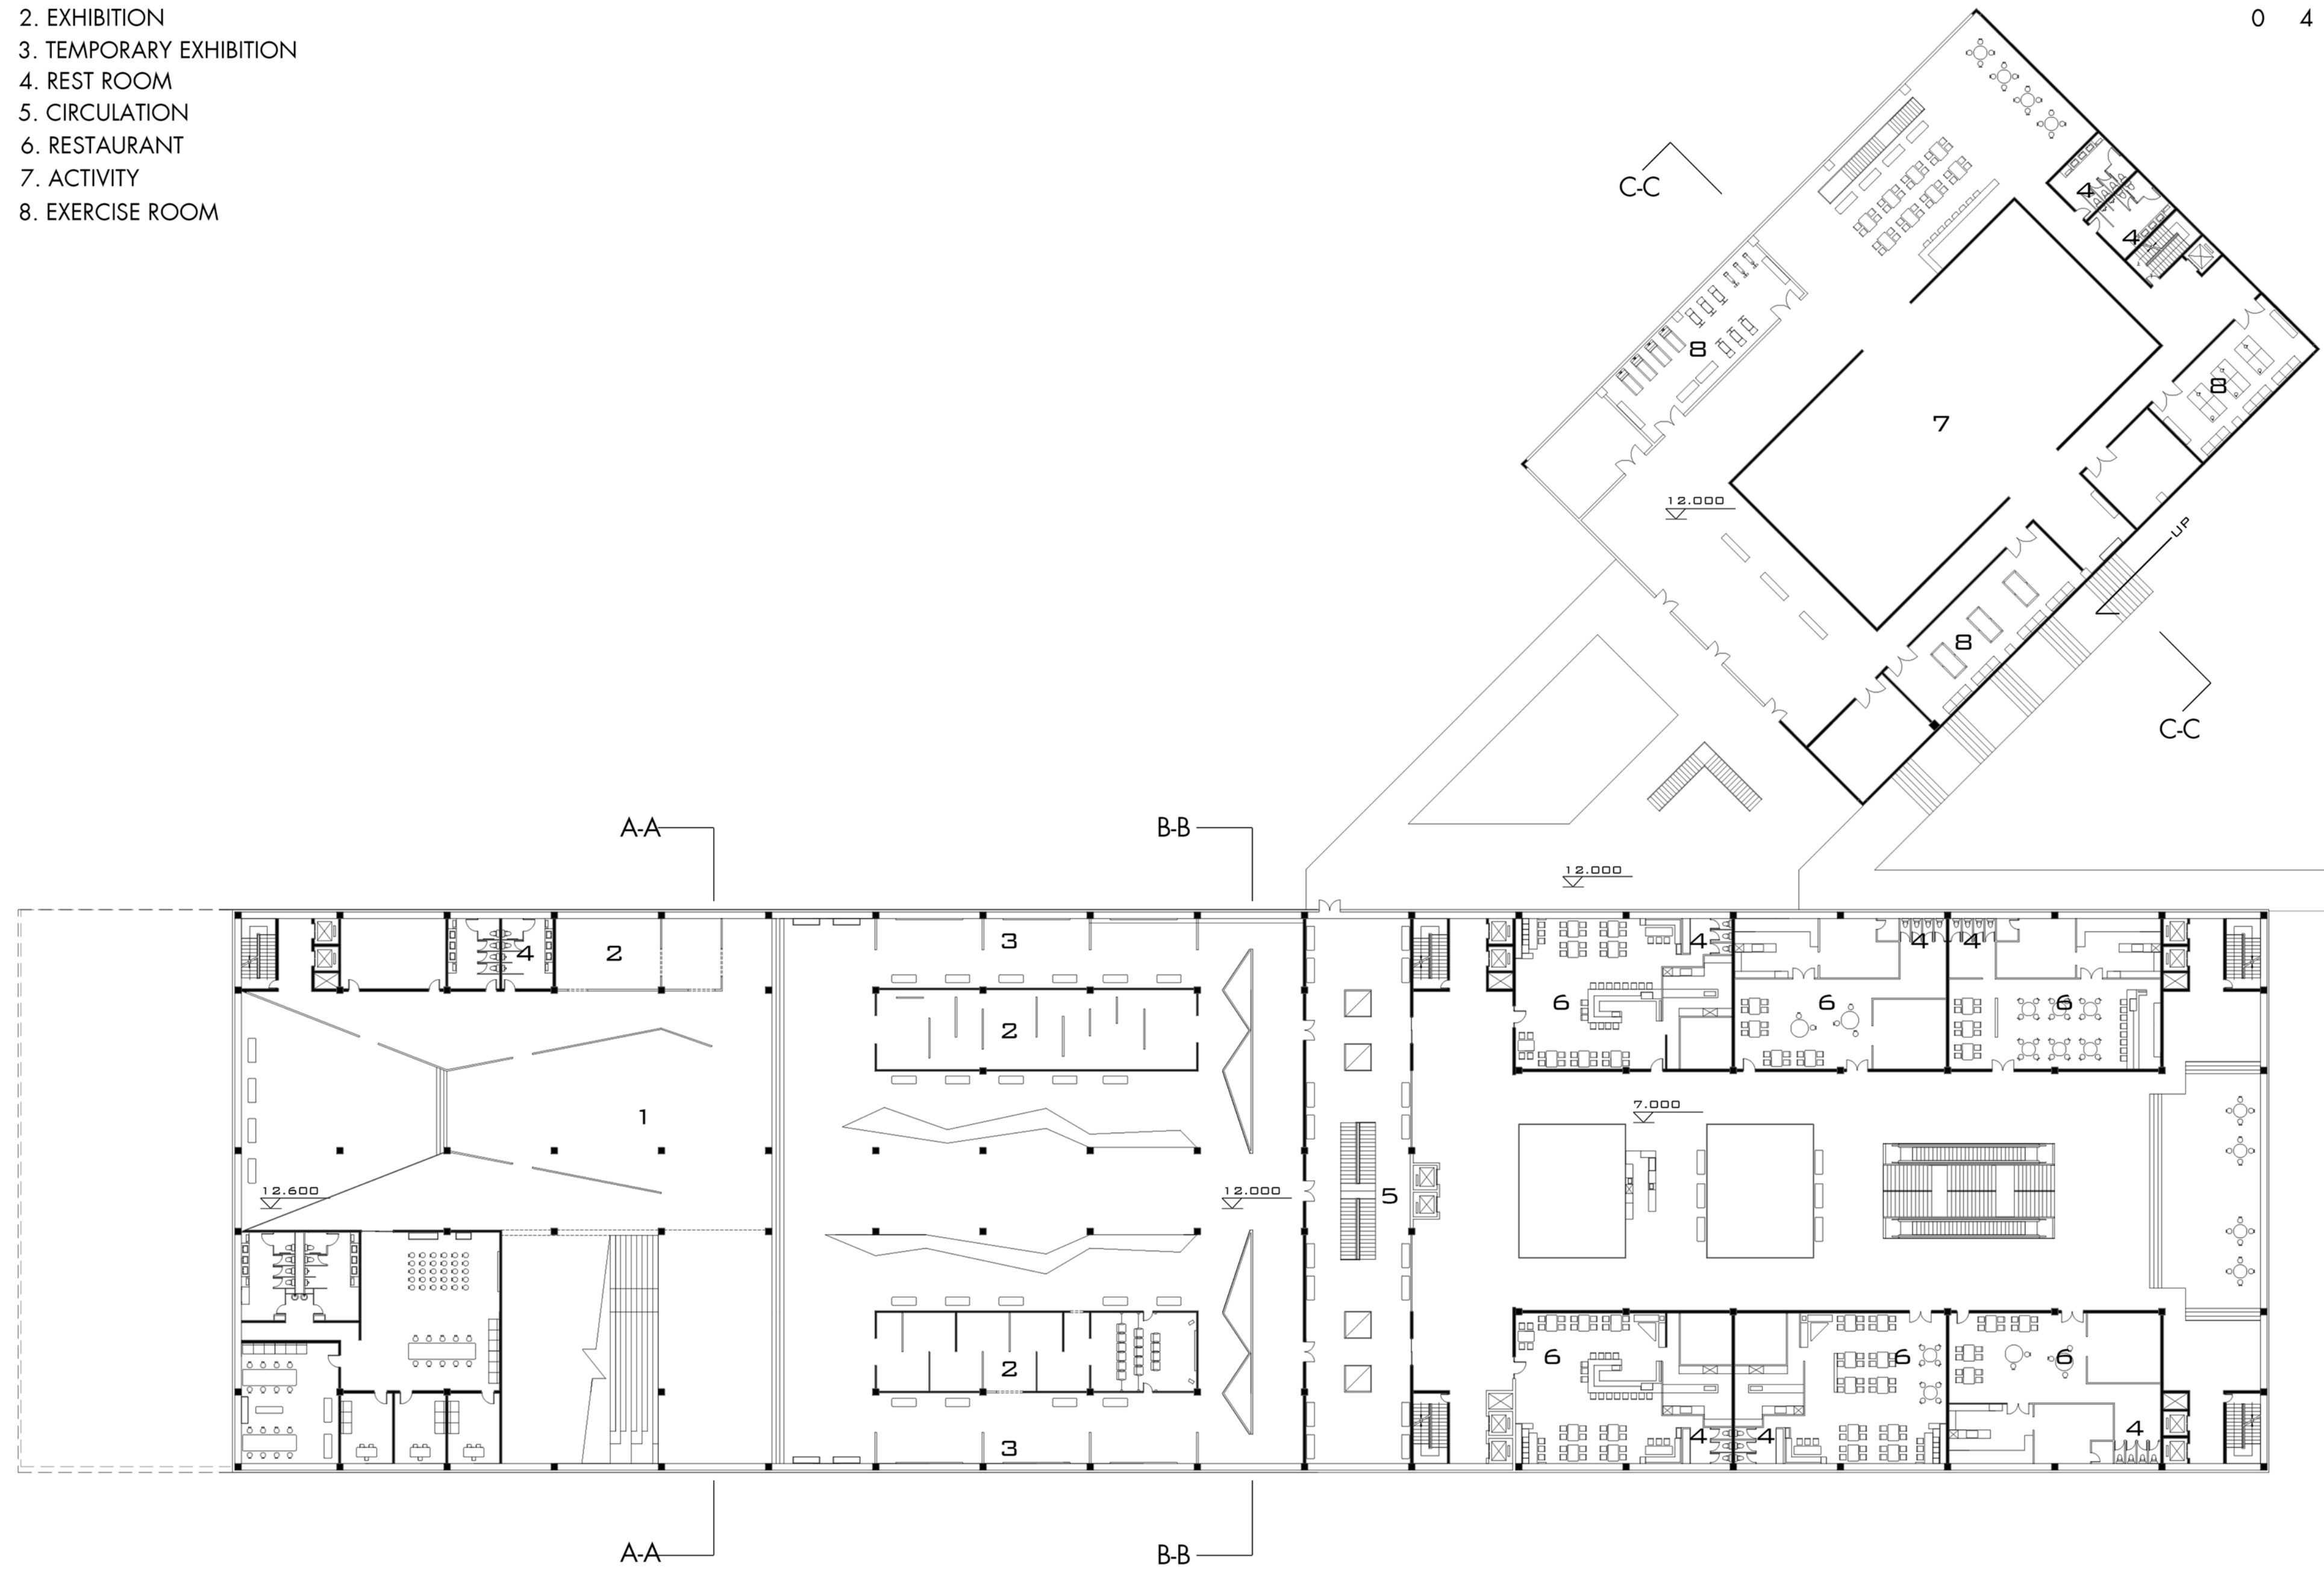 2. EXHIBITION
3. TEMPORARY EXHIBITION
4. REST ROOM
5. CIRCULATION
6. RESTAURANT
7. ACTIVITY
8. EXERCISE ROOM
0 4
C-C
4
4
8
8
7
12.000
UP
8
C-C
A-A
B-B
12.000
4
2
3
4
4
4
2
6
6
6
1
7.000
12.600
12.000
5
2
6
6
6
3
4
4
4
A-A
B-B